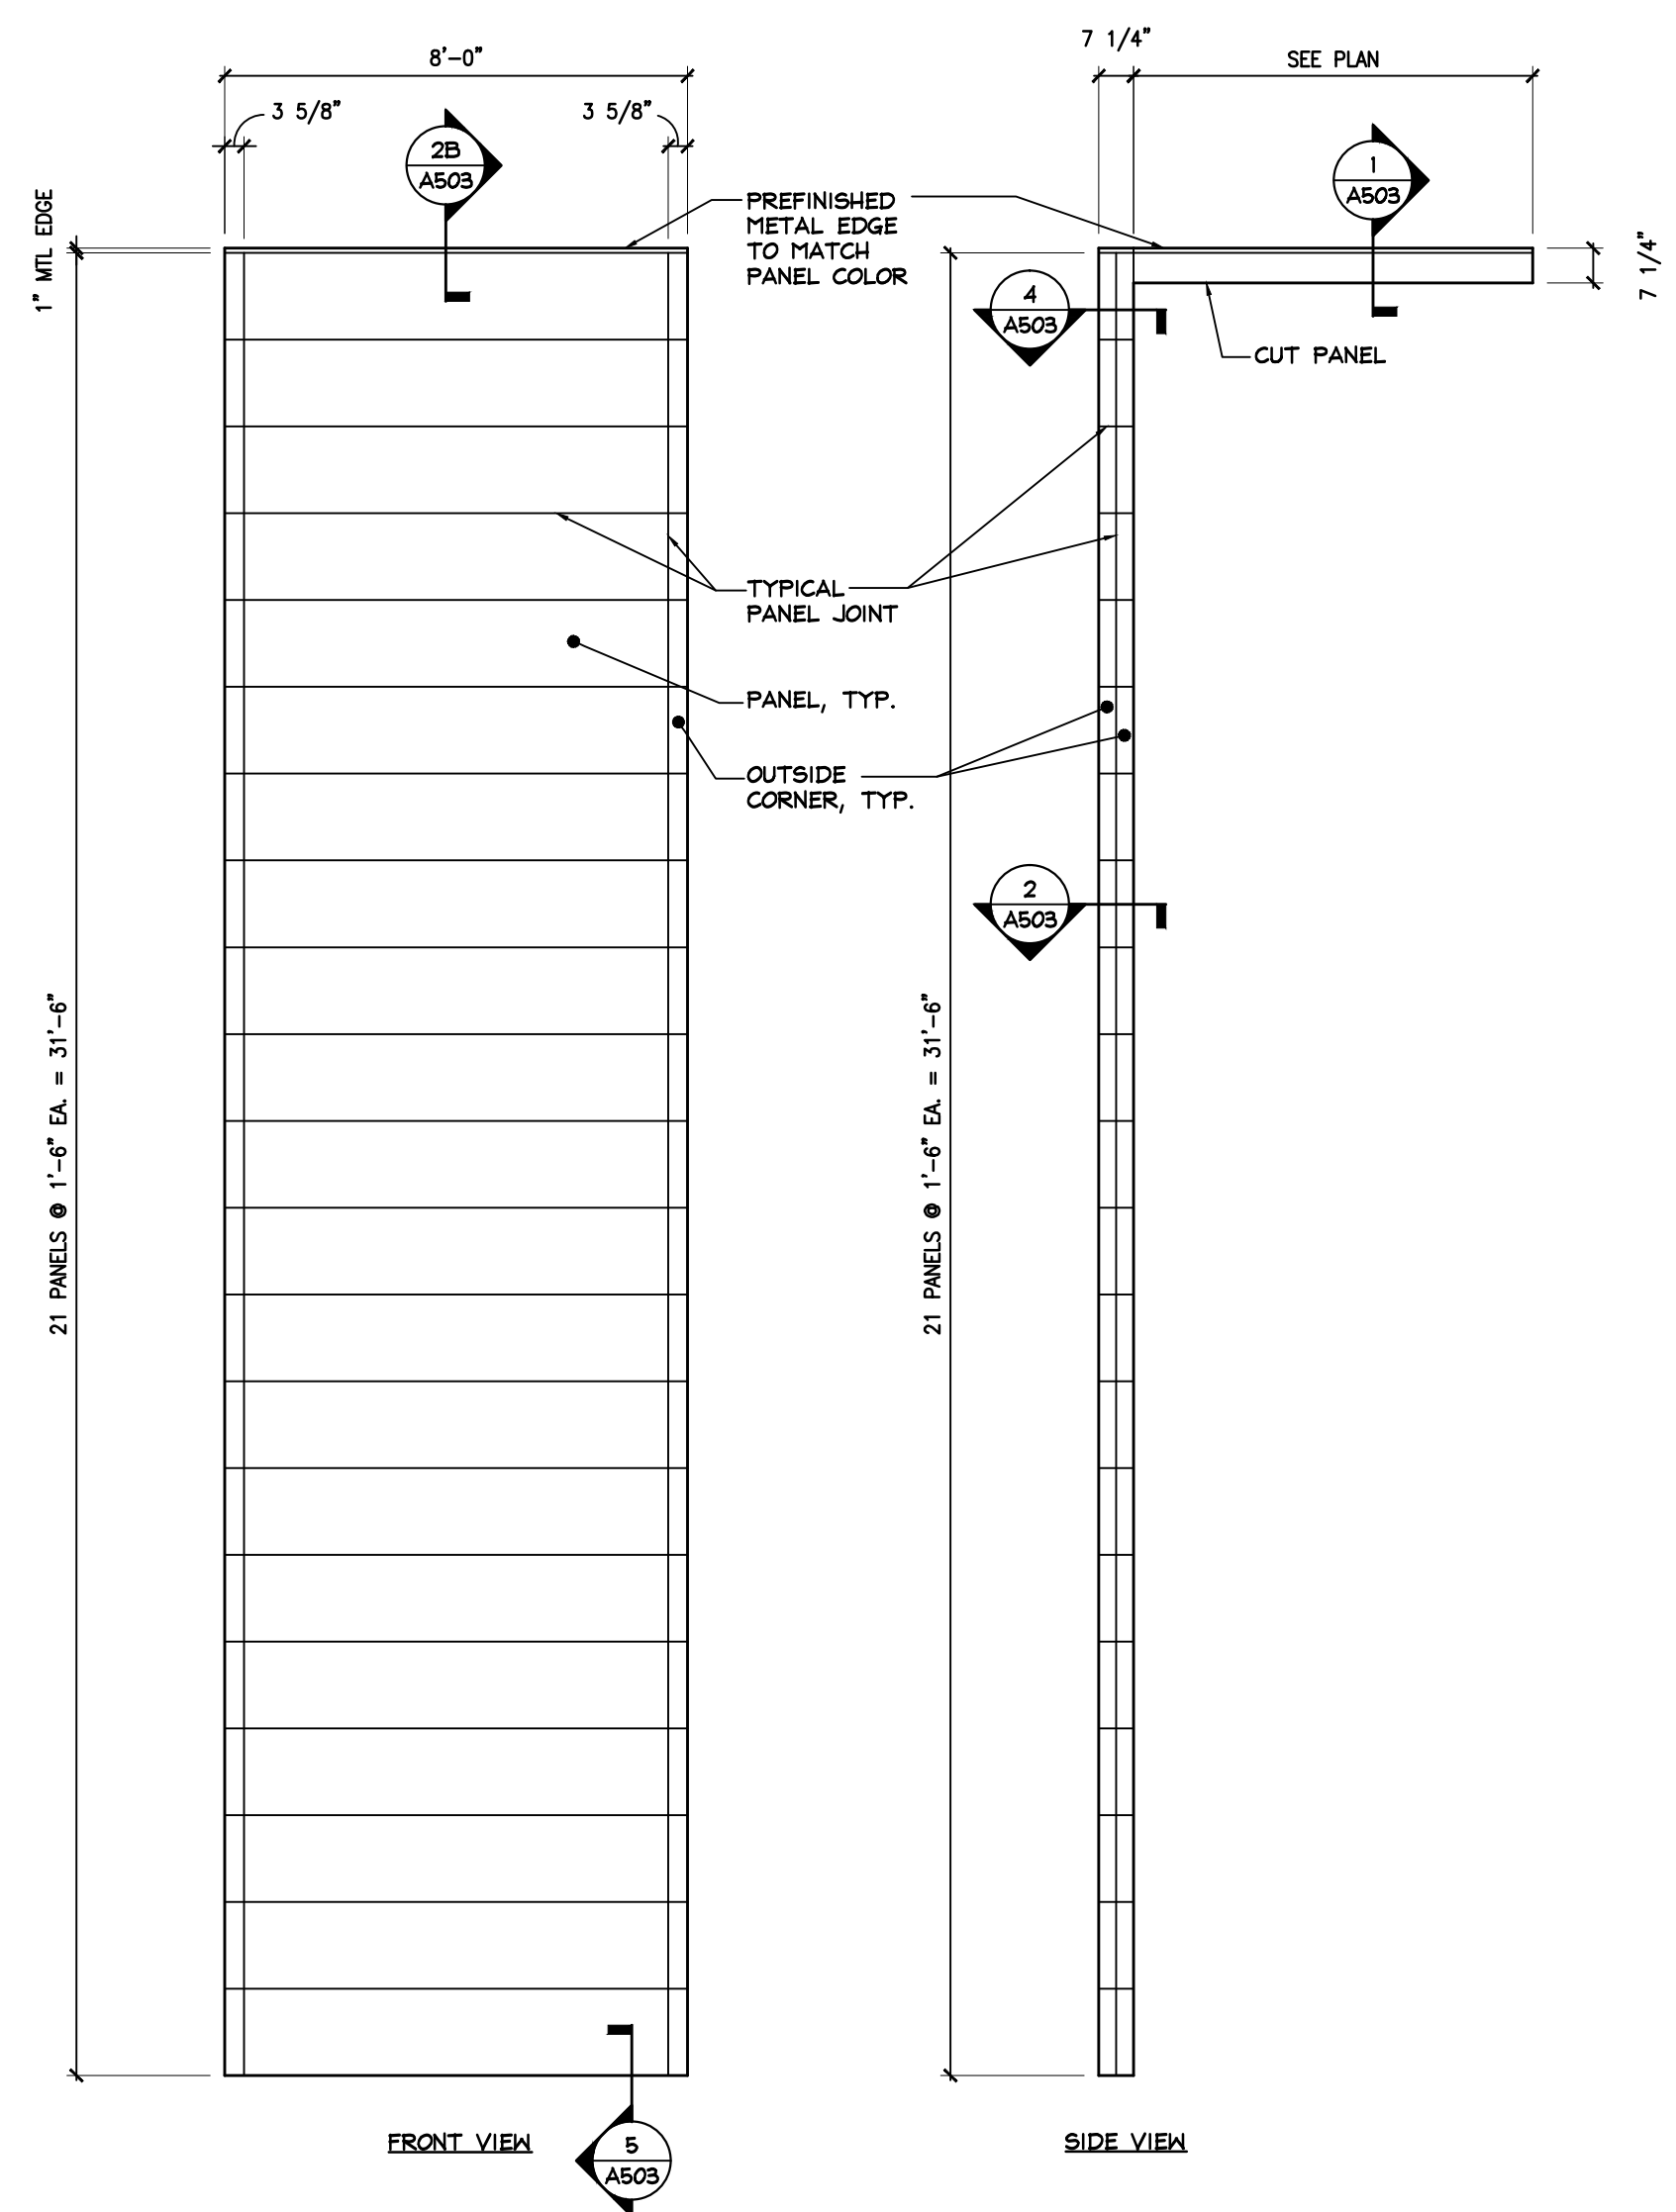 7 1/4"
8'-0"
SEE PLAN
3 5/8"
3 5/8"
2B
A503
1
A503
1" MTL EDGE
PREFINISHED
METAL EDGE
TO MATCH
PANEL COLOR
7 1/4"
4
A503
CUT PANEL
TYPICAL
PANEL JOINT
PANEL, TYP.
OUTSIDE
CORNER, TYP.
2
A503
21 PANELS @ 1'-6" EA. = 31'-6"
21 PANELS @ 1'-6" EA. = 31'-6"
FRONT VIEW
5
A503
SIDE VIEW